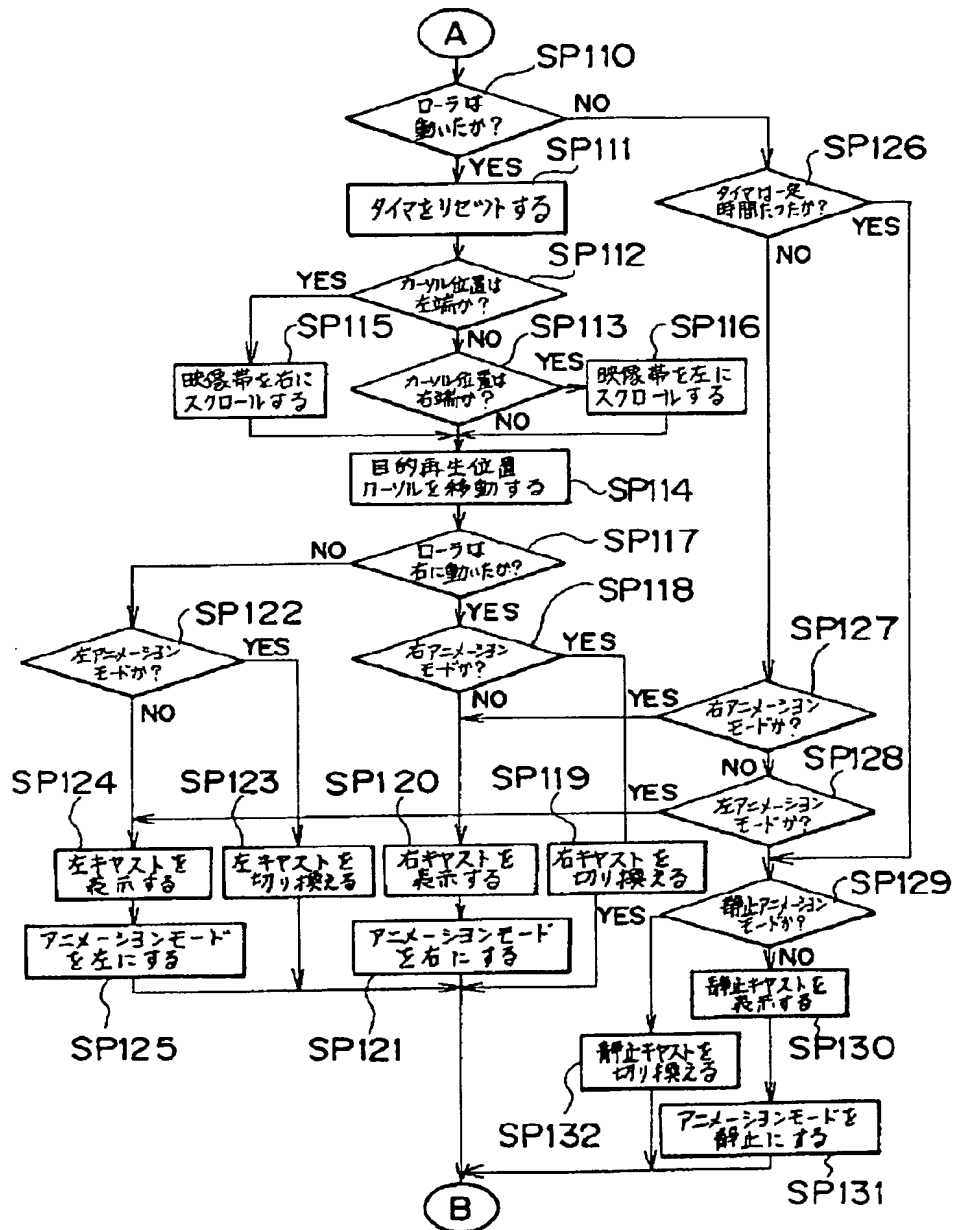 A
SP110
ローラは
動いたか?
NO
YES
SP111
タイマをリセットする
SP126
タイマは一定
時間たったか?
YES
NO
SP112
カーソル位置は
左端か?
YES
NO
SP115
映像帯を右に
スクロールする
SP113
カーソル位置は
右端か?
YES
NO
SP116
映像帯を左に
スクロールする
目的再生位置
カーソルを移動する
SP114
SP117
ローラは
右に動いたか?
NO
YES
SP122
左アニメーション
モードか?
YES
NO
SP118
右アニメーション
モードか?
YES
NO
SP127
右アニメーション
モードか?
YES
NO
SP128
左アニメーション
モードか?
YES
SP124
左キャストを
表示する
SP123
左キャストを
切り換える
SP120
右キャストを
表示する
SP119
右キャストを
切り換える
SP129
静止アニメーション
モードか?
YES
NO
アニメーションモード
を左にする
SP125
アニメーションモード
を右にする
SP121
静止キャストを
表示する
SP130
静止キャストを
切り換える
SP132
アニメーションモードを
静止にする
SP131
B